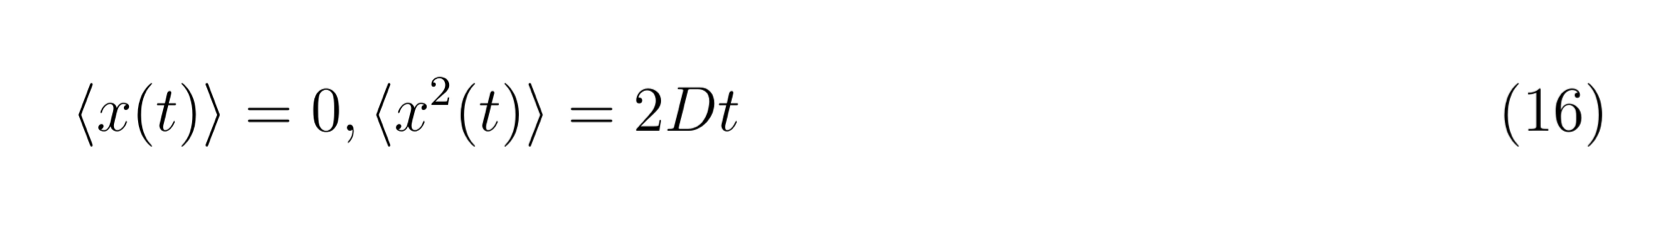 ⟨x(t)⟩ = 0, ⟨x²(t)⟩ = 2Dt (16)